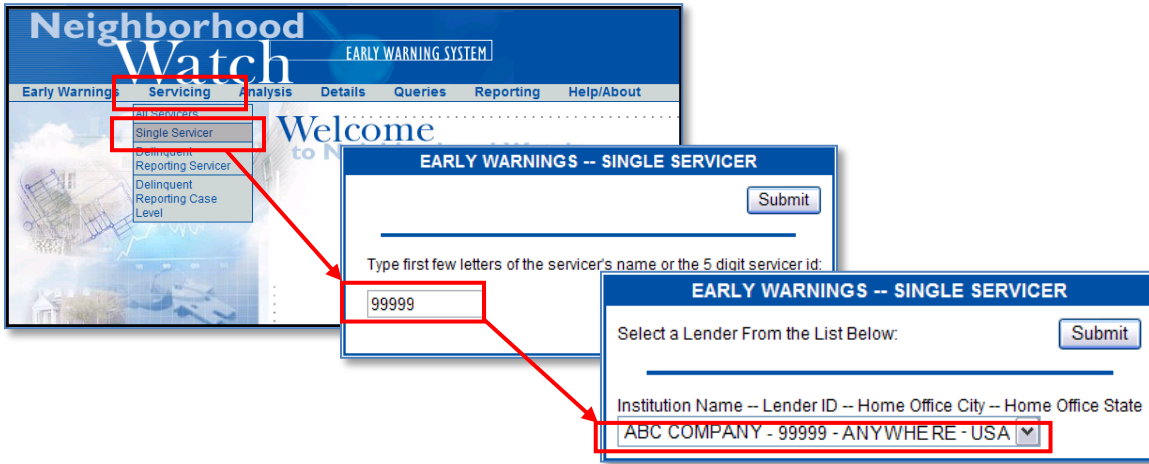 Neighborhood
Watch
EARLY WARNING SYSTEM
Early Warnings Servicing Analysis Details Queries Reporting Help/About
All Servicers
Single Servicer
Delinquent
Reporting Servicer
Delinquent
Reporting Case
Level
Welcome
EARLY WARNINGS -- SINGLE SERVICER
Submit
Type first few letters of the servicer's name or the 5 digit servicer id:
99999
EARLY WARNINGS -- SINGLE SERVICER
Select a Lender From the List Below:
Submit
Institution Name -- Lender ID -- Home Office City -- Home Office State
ABC COMPANY - 99999 - ANYWHERE - USA